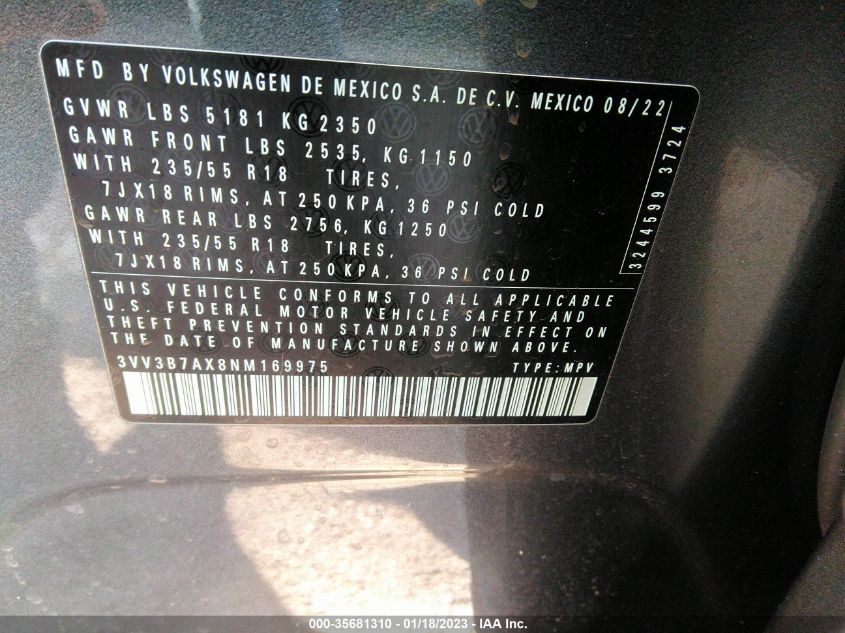 MFD BY VOLKSWAGEN DE MEXICO S.A. DE C.V. MEXICO 08/22
GVWR LBS 5181 KG 2350
GAWR FRONT LBS 2535, KG 1150
WITH 235/55 R18 TIRES,
7JX18 RIMS, AT 250 KPA, 36 PSI COLD
GAWR REAR LBS 2756, KG 1250
WITH 235/55 R18 TIRES,
7JX18 RIMS, AT 250 KPA, 36 PSI COLD
3244599 3724
THIS VEHICLE CONFORMS TO ALL APPLICABLE
U.S. FEDERAL MOTOR VEHICLE SAFETY AND
THEFT PREVENTION STANDARDS IN EFFECT ON
THE DATE OF MANUFACTURE SHOWN ABOVE.
3VV3B7AX8NM169975 TYPE: MPV
000-35681310 - 01/18/2023 - IAA Inc.